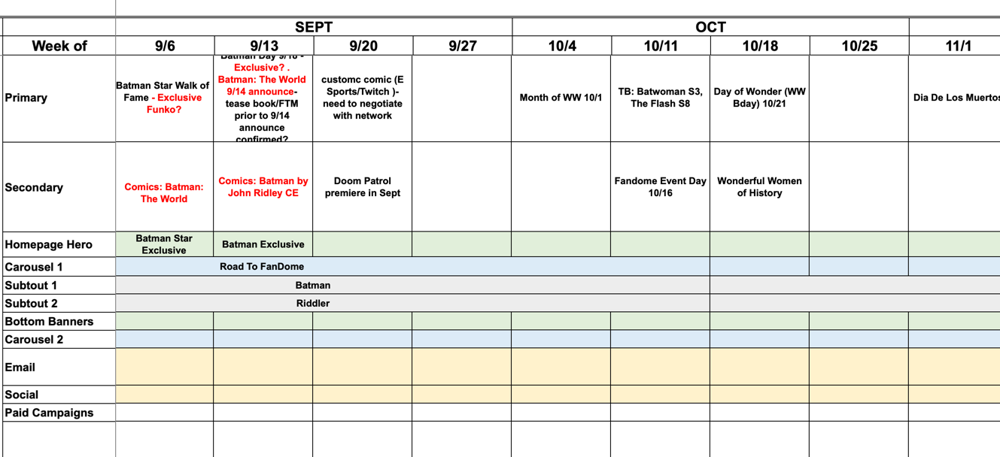 SEPT OCT
Week of 9/6 9/13 9/20 9/27 10/4 10/11 10/18 10/25 11/1
Primary
Batman Star Walk of
Fame - Exclusive
Funko?
Batman Day 9/18 -
Exclusive? .
Batman: The World
9/14 announce-
tease book/FTM
prior to 9/14
announce
confirmed?
customc comic (E
Sports/Twitch )-
need to negotiate
with network
Month of WW 10/1
TB: Batwoman S3,
The Flash S8
Day of Wonder (WW
Bday) 10/21
Dia De Los Muertos
Secondary
Comics: Batman:
The World
Comics: Batman by
John Ridley CE
Doom Patrol
premiere in Sept
Fandome Event Day
10/16
Wonderful Women
of History
Homepage Hero
Batman Star
Exclusive
Batman Exclusive
Carousel 1 Road To FanDome
Subtout 1 Batman
Subtout 2 Riddler
Bottom Banners
Carousel 2
Email
Social
Paid Campaigns